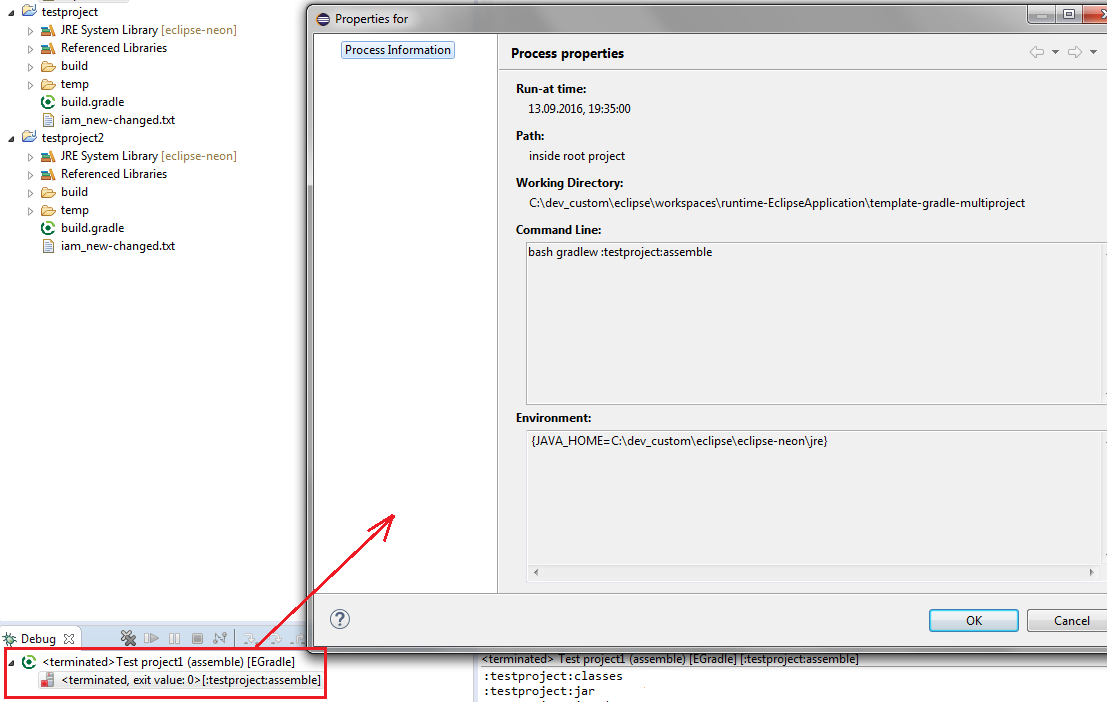 testproject
JRE System Library [eclipse-neon]
Referenced Libraries
build
temp
build.gradle
iam_new-changed.txt
testproject2
JRE System Library [eclipse-neon]
Referenced Libraries
build
temp
build.gradle
iam_new-changed.txt
Properties for
Process Information
Process properties
Run-at time:
13.09.2016, 19:35:00
Path:
inside root project
Working Directory:
C:\dev_custom\eclipse\workspaces\runtime-EclipseApplication\template-gradle-multiproject
Command Line:
bash gradlew :testproject:assemble
Environment:
{JAVA_HOME=C:\dev_custom\eclipse\eclipse-neon\jre}
?
OK
Cancel
Debug
<terminated>Test project1 (assemble) [EGradle]
<terminated, exit value: 0>[:testproject:assemble]
<terminated> Test project1 (assemble) [EGradle] [:testproject:assemble]
:testproject:classes
:testproject:jar